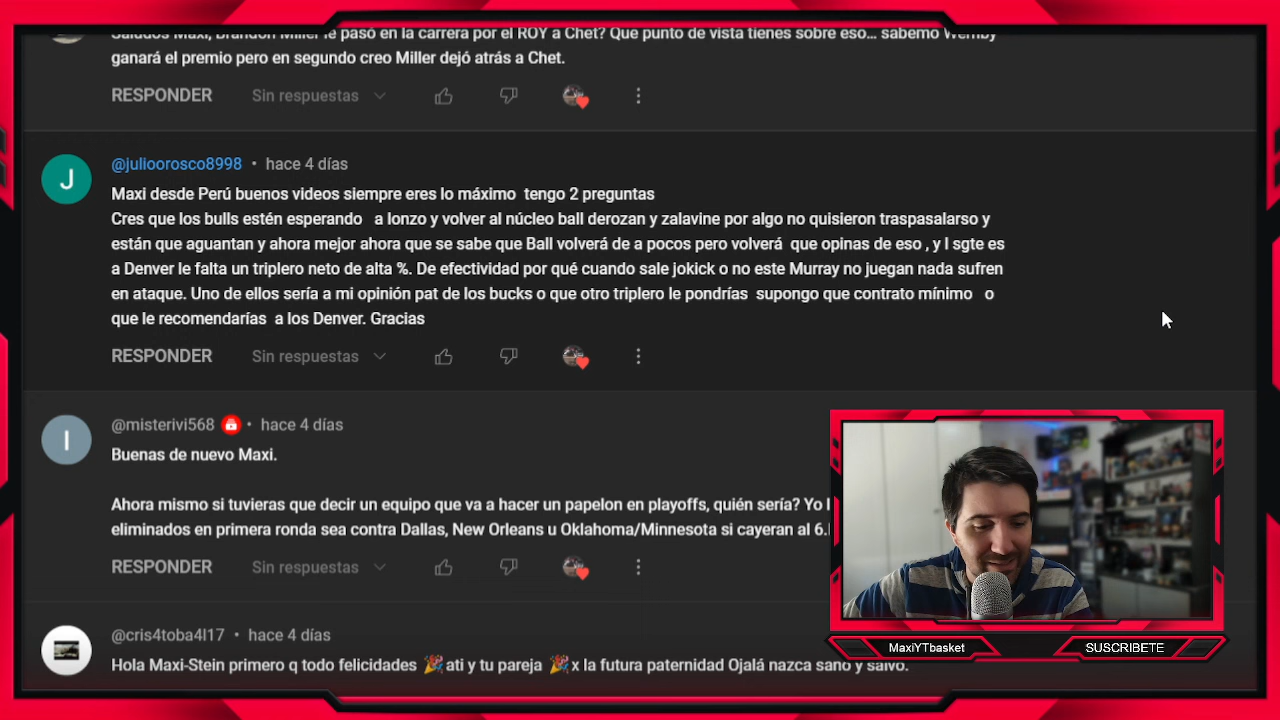 Saludos Maxi, Brandon Miller le pasó en la carrera por el ROY a Chet? Que punto de vista tienes sobre eso... sabemo Wemby
ganará el premio pero en segundo creo Miller dejó atrás a Chet.
RESPONDER Sin respuestas
J
@julioorosco8998 • hace 4 días
Maxi desde Perú buenos videos siempre eres lo máximo tengo 2 preguntas
Cres que los bulls estén esperando a lonzo y volver al núcleo ball derozan y zalavine por algo no quisieron traspasalarso y
están que aguantan y ahora mejor ahora que se sabe que Ball volverá de a pocos pero volverá que opinas de eso , y l sgte es
a Denver le falta un triplero neto de alta %. De efectividad por qué cuando sale jokick o no este Murray no juegan nada sufren
en ataque. Uno de ellos sería a mi opinión pat de los bucks o que otro triplero le pondrías supongo que contrato mínimo o
que le recomendarías a los Denver. Gracias
RESPONDER Sin respuestas
I
@misterivi568 • hace 4 días
Buenas de nuevo Maxi.
Ahora mismo si tuvieras que decir un equipo que va a hacer un papelon en playoffs, quién sería? Yo
eliminados en primera ronda sea contra Dallas, New Orleans u Oklahoma/Minnesota si cayeran al 6.
RESPONDER Sin respuestas
@cris4toba4l17 • hace 4 días
Hola Maxi-Stein primero q todo felicidades 🎉ati y tu pareja 🎉x la futura paternidad Ojalá nazca sano y salvo.
MaxiYTbasket
SUSCRIBETE